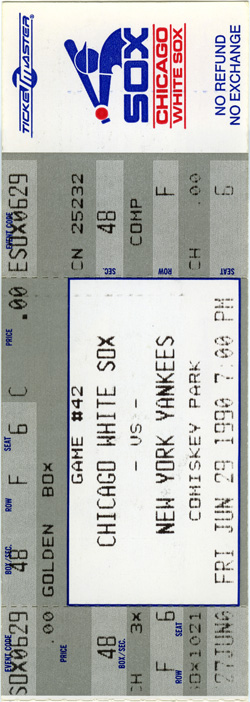 TICKETMASTER
SOX
CHICAGO
WHITE SOX
NO REFUND
NO EXCHANGE
EVENT CODE
ESOX0629
CN 25232
SEC.
48
COMP
ROW
F
CH .00
SEAT
6
PRICE
.00
C
SEAT
6
ROW
F
BOX/SEC.
48
EVENT CODE
SOX0629
GOLDEN BOX
GAME #42
CHICAGO WHITE SOX
- VS -
NEW YORK YANKEES
COMISKEY PARK
FRI JUN 29 1990 7:00 PM
PRICE
.00
BOX/SEC.
48
CH 3X
ROW
F
SEAT
6
BOX1021
27JUN